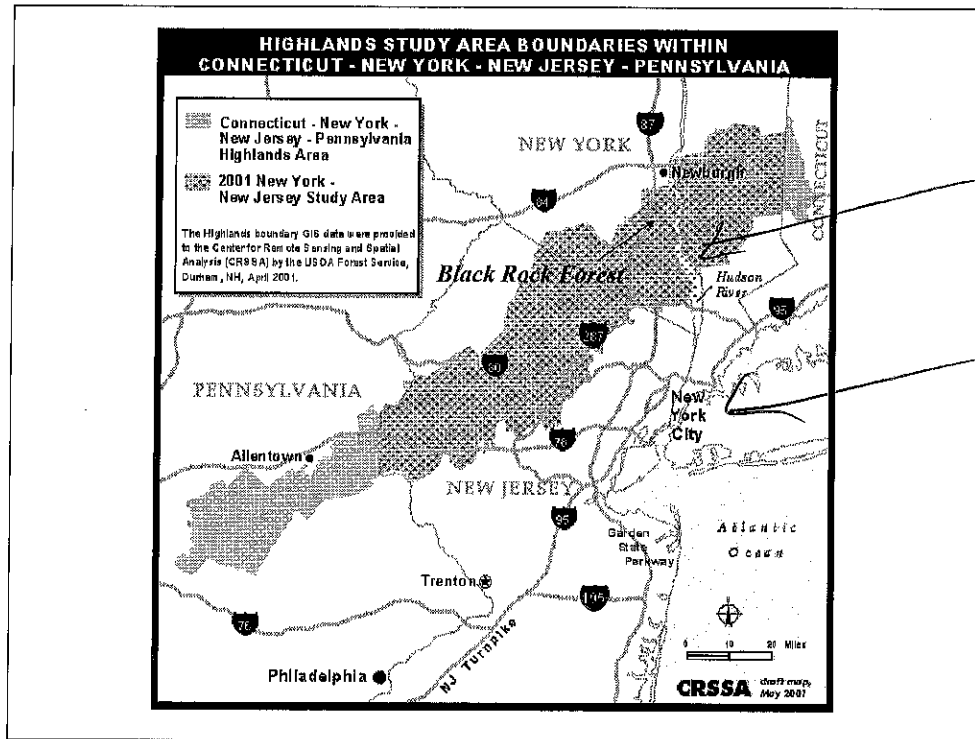 HIGHLANDS STUDY AREA BOUNDARIES WITHIN
CONNECTICUT - NEW YORK - NEW JERSEY - PENNSYLVANIA
Connecticut - New York -
New Jersey - Pennsylvania
Highlands Area
2001 New York -
New Jersey Study Area
The Highlands boundary GIS data were provided
to the Center for Remote Sensing and Spatial
Analysis (CRSSA) by the USDA Forest Service,
Durham, NH, April 2001.
87
NEW YORK
Newburgh
84
CONNECTICUT
Black Rock Forest
Hudson
River
95
287
80
PENNSYLVANIA
New
York
City
78
Allentown
NEW JERSEY
95
Garden
State
Parkway
Atlantic
Ocean
Trenton
195
76
NJ Turnpike
0 10 20 Miles
Philadelphia
CRSSA
draft map,
May 2001